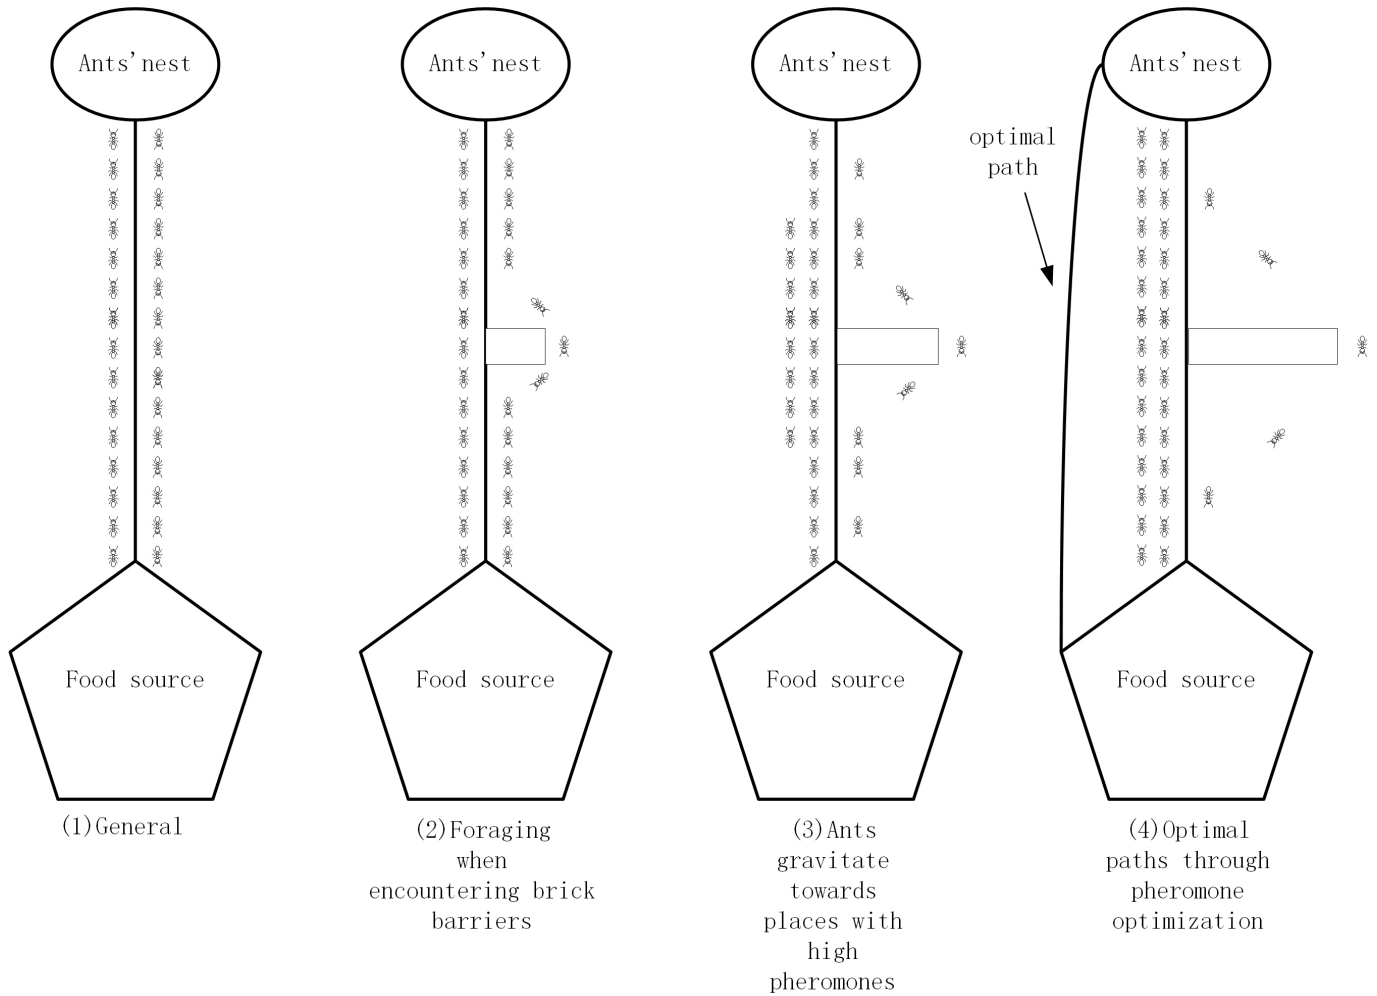 Ants'nest
Ants'nest
Ants'nest
Ants'nest
optimal
path
Food source
Food source
Food source
Food source
(1)General
(2)Foraging
when
encountering brick
barriers
(3)Ants
gravitate
towards
places with
high
pheromones
(4)Optimal
paths through
pheromone
optimization